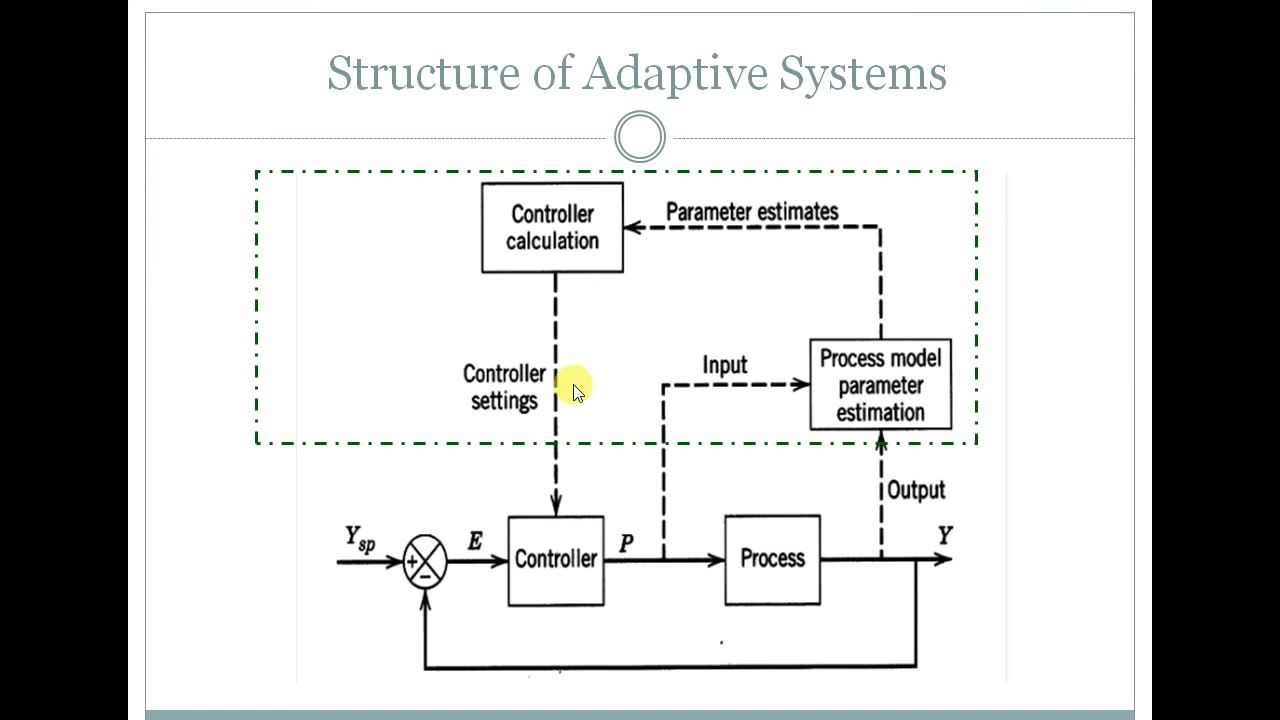 Structure of Adaptive Systems
Controller
calculation
Parameter estimates
Controller
settings
Input
Process model
parameter
estimation
Output
Ysp
+
−
E
Controller
P
Process
Y